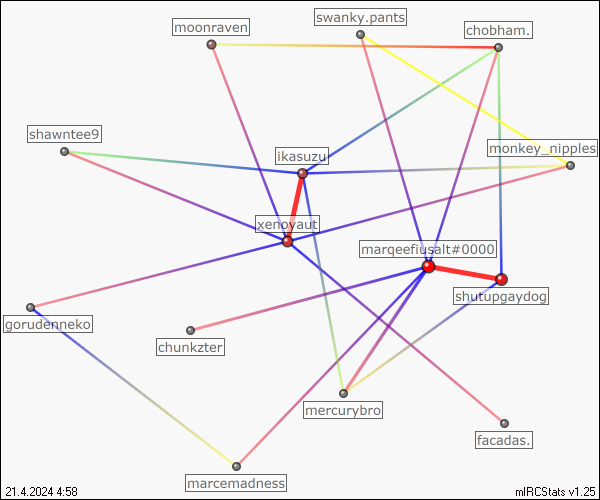 swanky.pants
moonraven
chobham.
shawntee9
monkey_nipples
ikasuzu
xenoyaut
marqeefiusalt#0000
shutupgaydog
gorudenneko
chunkzter
mercurybro
facadas.
marcemadness
21.4.2024 4:58
mIRCStats v1.25